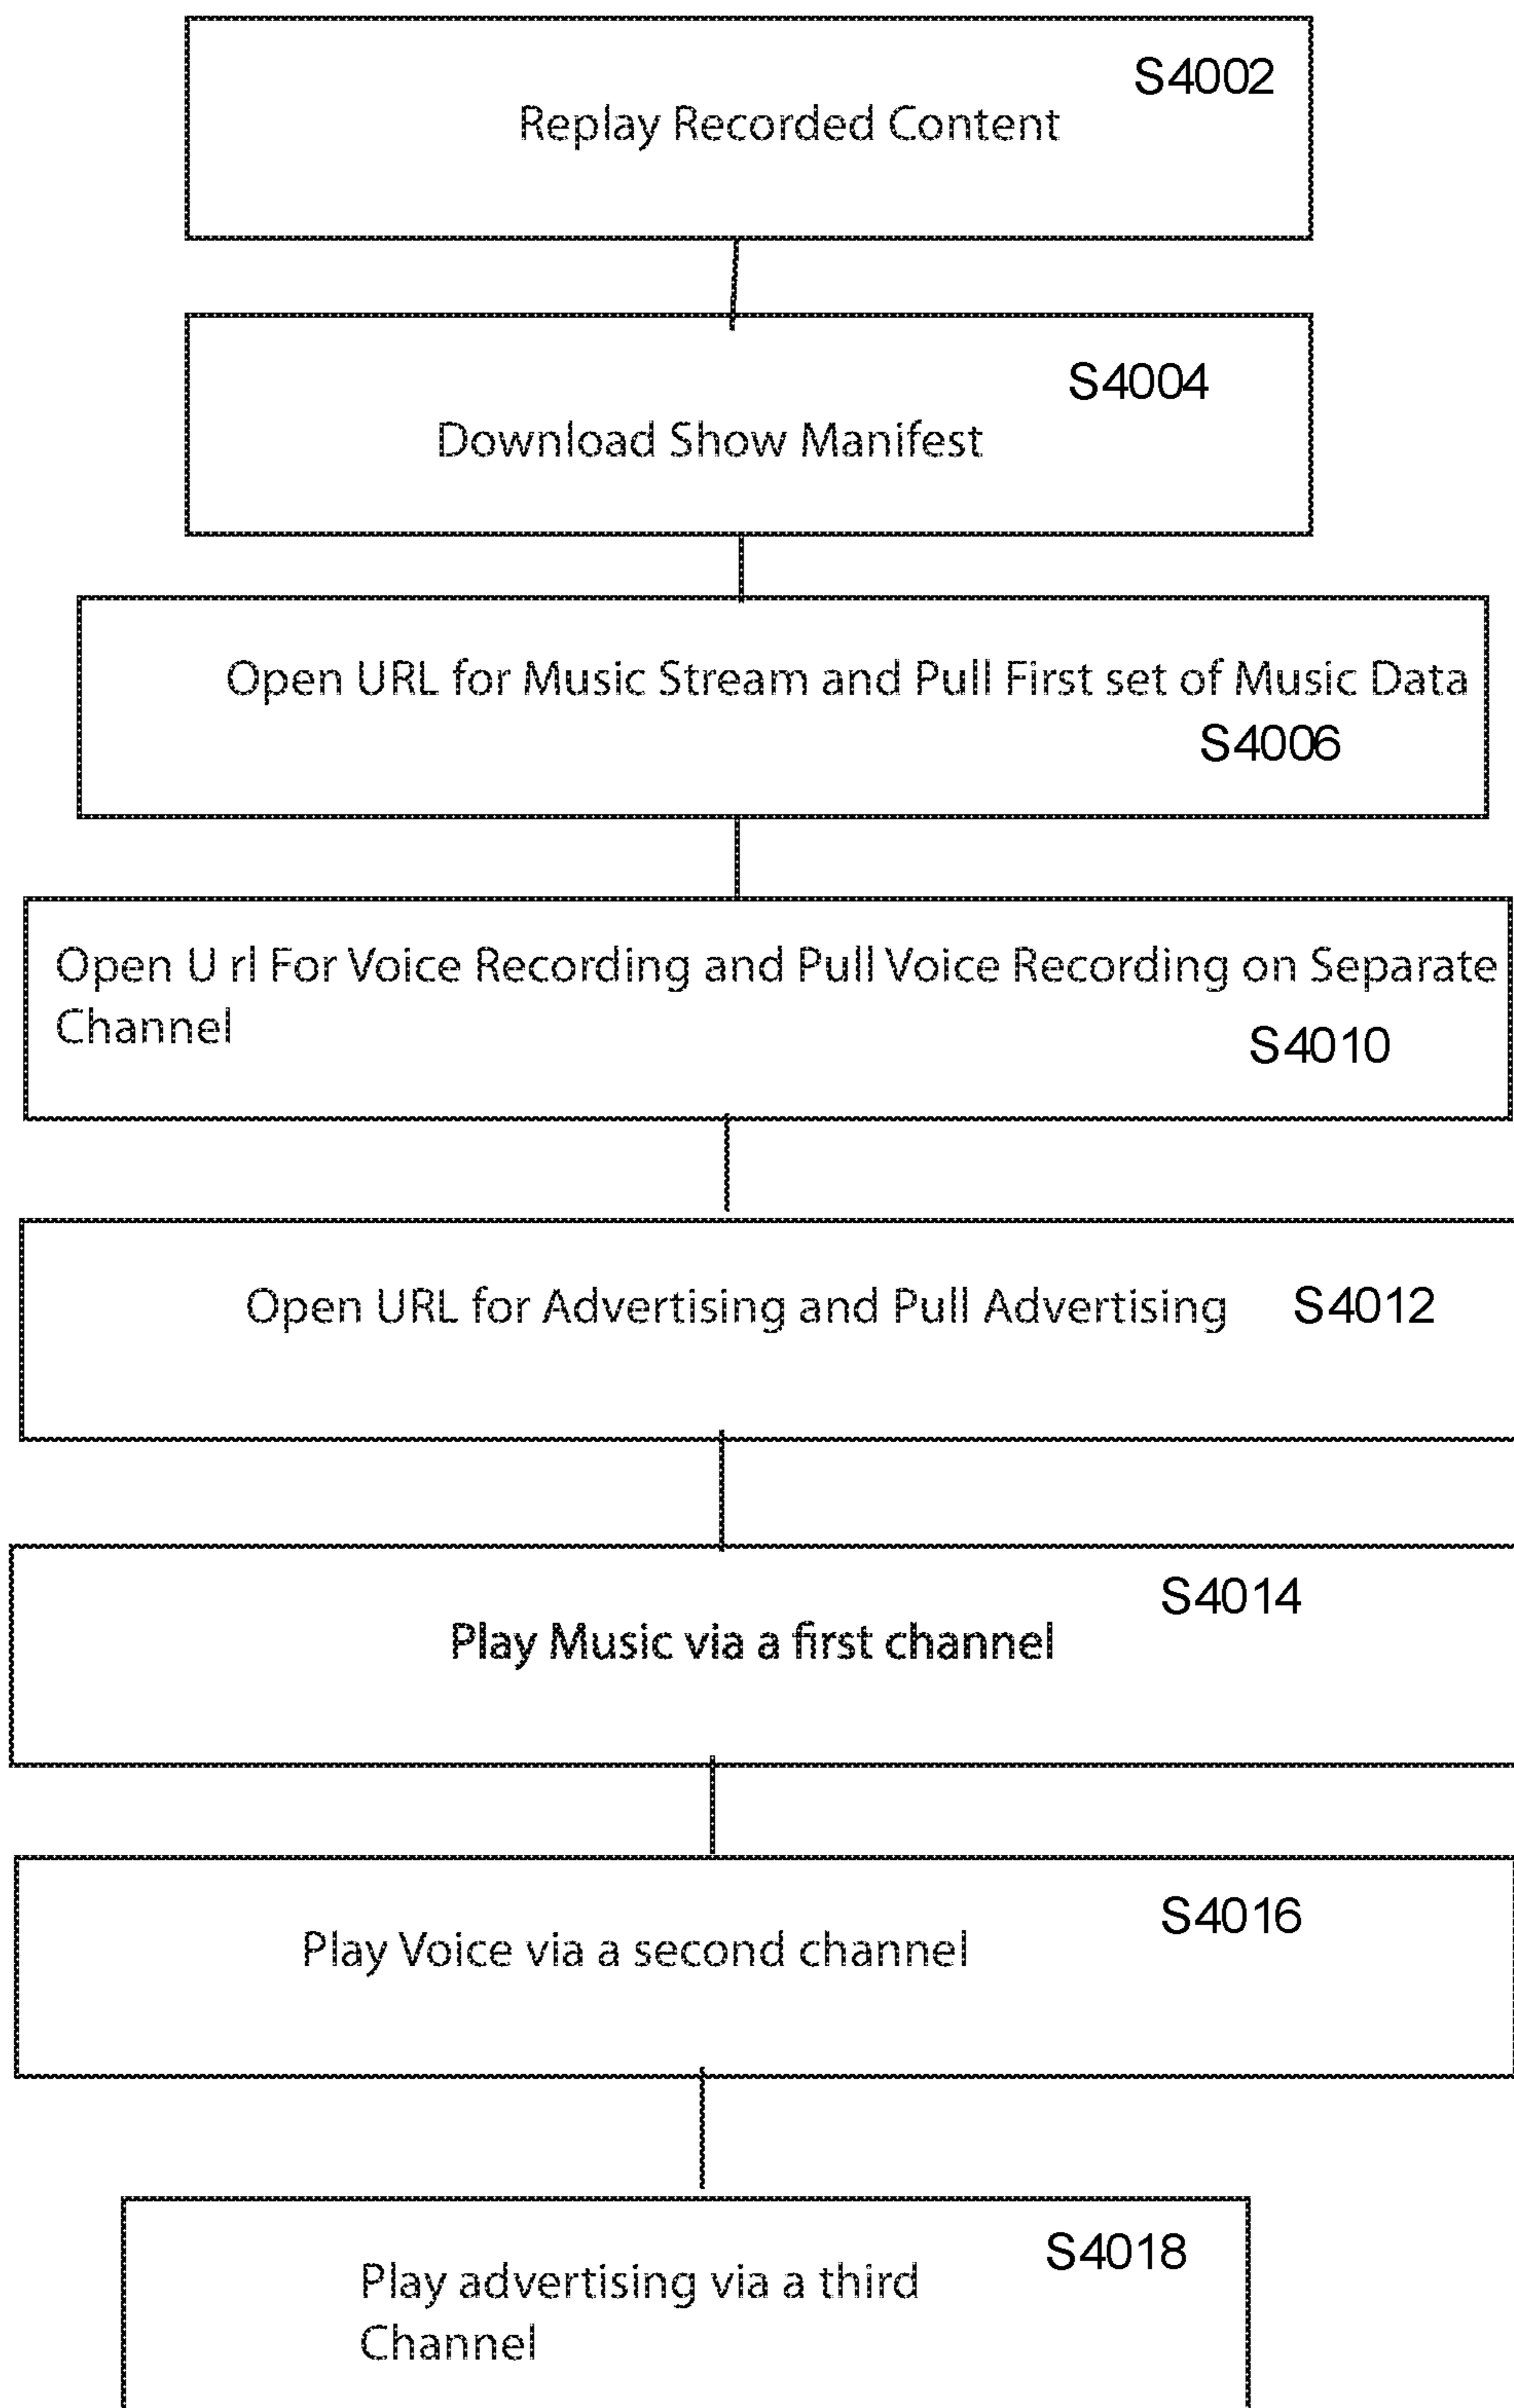 S4002
Replay Recorded Content
S4004
Download Show Manifest
Open URL for Music Stream and Pull First set of Music Data
S4006
Open U rl For Voice Recording and Pull Voice Recording on Separate
Channel
S4010
Open URL for Advertising and Pull Advertising S4012
S4014
Play Music via a first channel
S4016
Play Voice via a second channel
S4018
Play advertising via a third
Channel